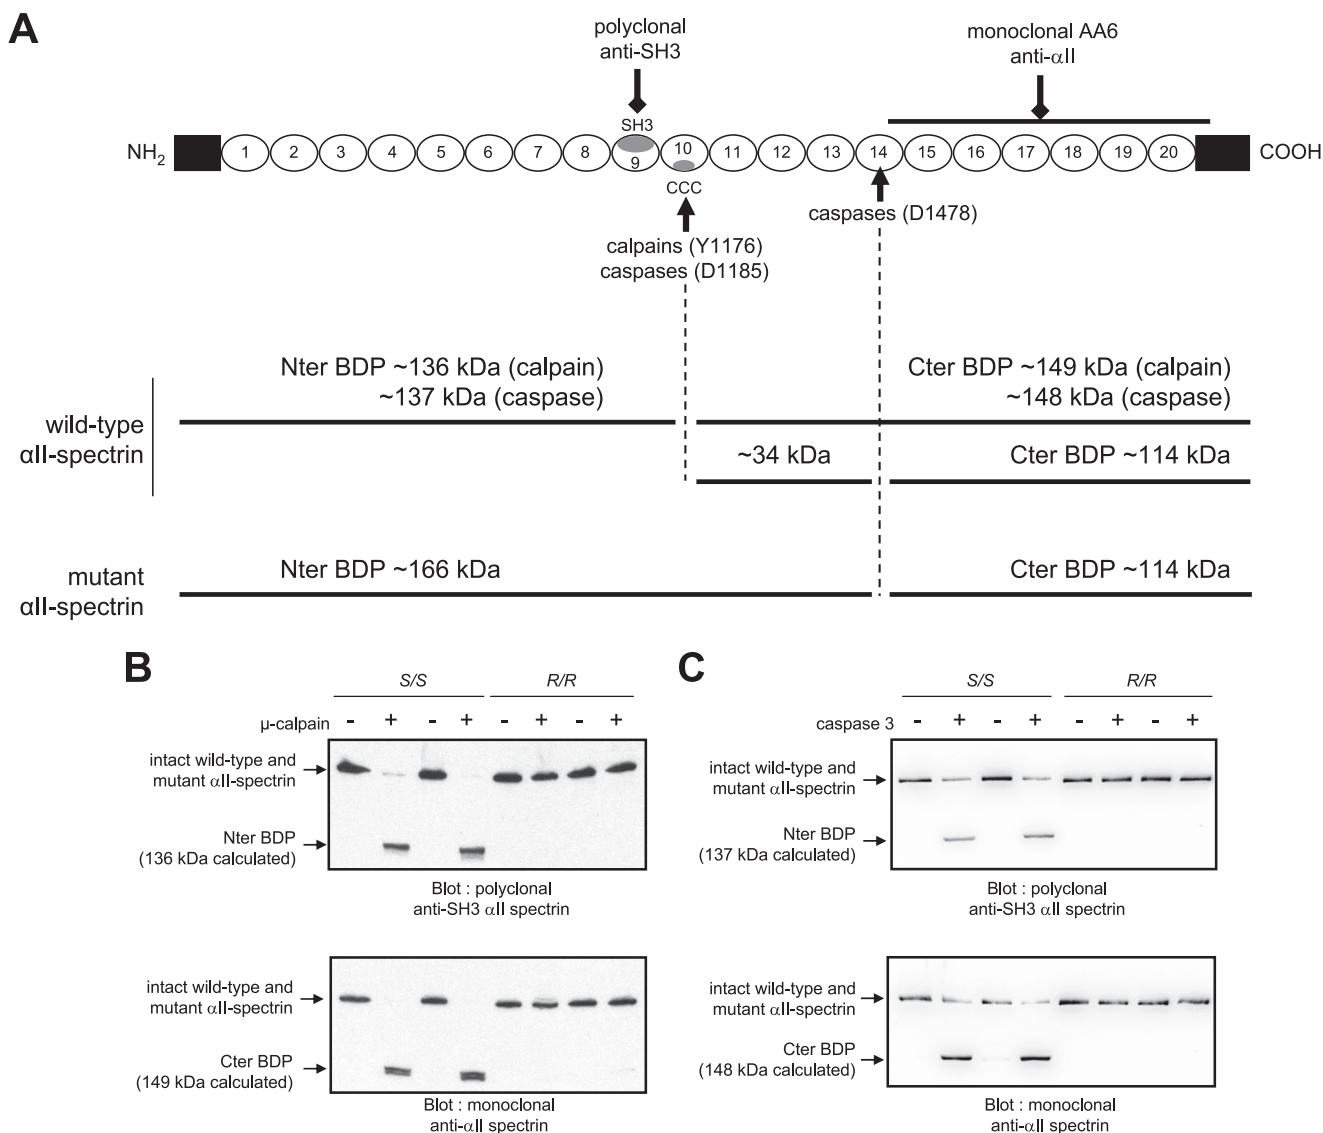 A
polyclonal
anti-SH3
monoclonal AA6
anti-αII
NH2
1 2 3 4 5 6 7 8 SH3 9 10 11 12 13 14 15 16 17 18 19 20
COOH
CCC
calpains (Y1176)
caspases (D1185)
caspases (D1478)
wild-type
αII-spectrin
Nter BDP ~136 kDa (calpain)
~137 kDa (caspase)
Cter BDP ~149 kDa (calpain)
~148 kDa (caspase)
~34 kDa
Cter BDP ~114 kDa
mutant
αII-spectrin
Nter BDP ~166 kDa
Cter BDP ~114 kDa
B
S/S R/R
µ-calpain - + - + - + - +
intact wild-type and
mutant αII-spectrin
Nter BDP
(136 kDa calculated)
Blot : polyclonal
anti-SH3 αII spectrin
intact wild-type and
mutant αII-spectrin
Cter BDP
(149 kDa calculated)
Blot : monoclonal
anti-αII spectrin
C
S/S R/R
caspase 3 - + - + - + - +
intact wild-type and
mutant αII-spectrin
Nter BDP
(137 kDa calculated)
Blot : polyclonal
anti-SH3 αII spectrin
intact wild-type and
mutant αII-spectrin
Cter BDP
(148 kDa calculated)
Blot : monoclonal
anti-αII spectrin